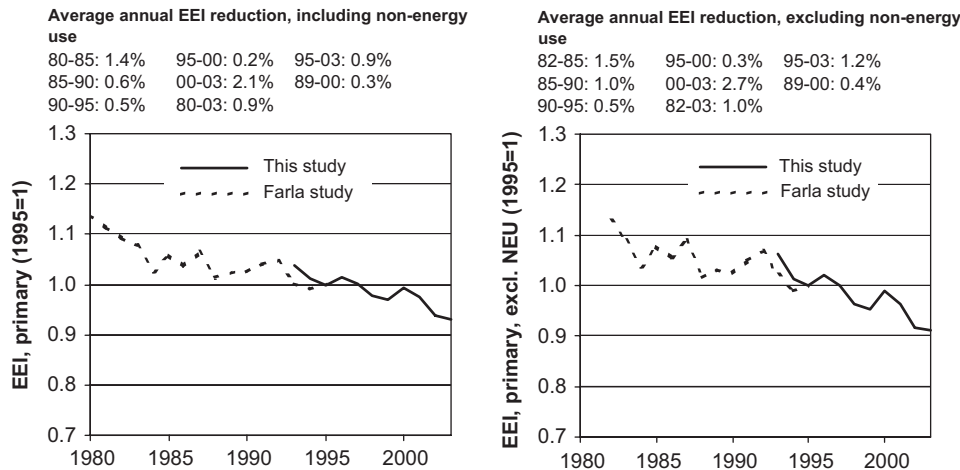 Average annual EEI reduction, including non-energy
use
80-85: 1.4% 95-00: 0.2% 95-03: 0.9%
85-90: 0.6% 00-03: 2.1% 89-00: 0.3%
90-95: 0.5% 80-03: 0.9%
1.3
1.2
1.1
1.0
0.9
0.8
0.7
EEI, primary (1995=1)
This study
Farla study
1980 1985 1990 1995 2000
Average annual EEI reduction, excluding non-energy
use
82-85: 1.5% 95-00: 0.3% 95-03: 1.2%
85-90: 1.0% 00-03: 2.7% 89-00: 0.4%
90-95: 0.5% 82-03: 1.0%
1.3
1.2
1.1
1.0
0.9
0.8
0.7
EEI, primary, excl. NEU (1995=1)
This study
Farla study
1980 1985 1990 1995 2000